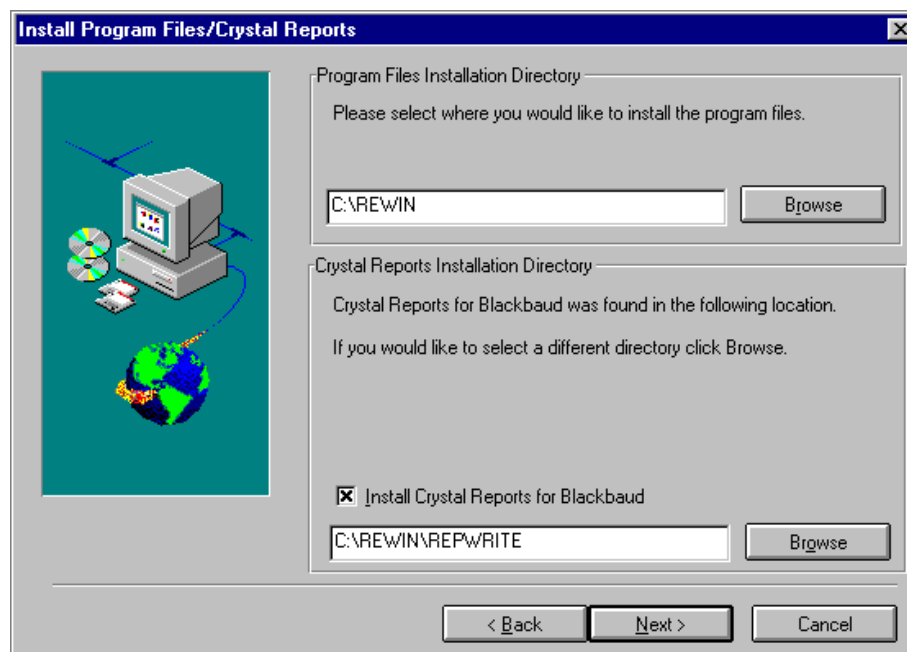 Install Program Files/Crystal Reports
Program Files Installation Directory
Please select where you would like to install the program files.
C:\REWIN
Browse
Crystal Reports Installation Directory
Crystal Reports for Blackbaud was found in the following location.
If you would like to select a different directory click Browse.
Install Crystal Reports for Blackbaud
C:\REWIN\REPWRITE
Browse
< Back
Next >
Cancel